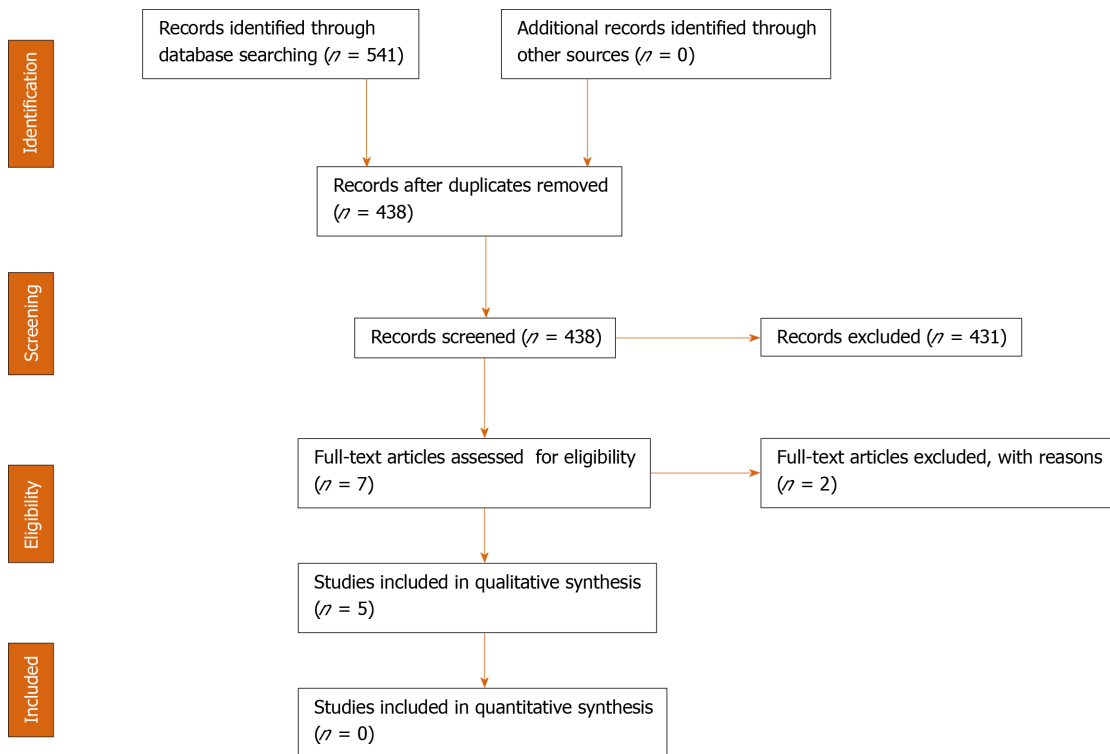 Identification
Records identified through
database searching (n = 541)
Additional records identified through
other sources (n = 0)
Records after duplicates removed
(n = 438)
Screening
Records screened (n = 438)
Records excluded (n = 431)
Eligibility
Full-text articles assessed for eligibility
(n = 7)
Full-text articles excluded, with reasons
(n = 2)
Studies included in qualitative synthesis
(n = 5)
Included
Studies included in quantitative synthesis
(n = 0)